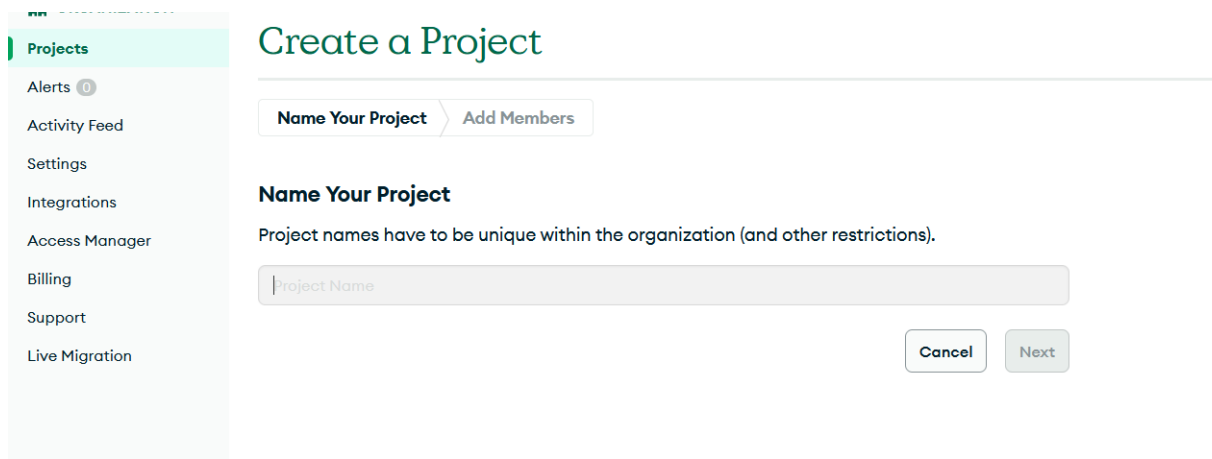 Projects
Alerts 0
Activity Feed
Settings
Integrations
Access Manager
Billing
Support
Live Migration
Create a Project
Name Your Project
Add Members
Name Your Project
Project names have to be unique within the organization (and other restrictions).
Project Name
Cancel
Next